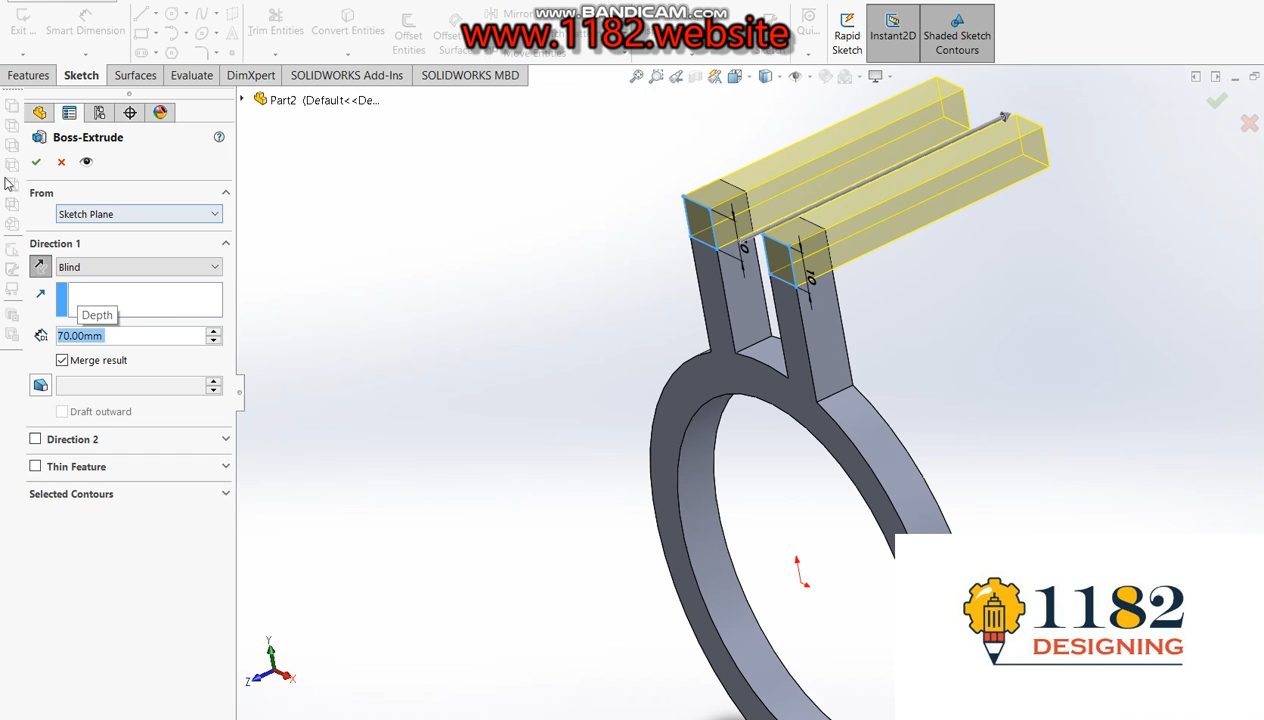 www.BANDICAM.com
www.1182.website
Exit ...
Smart Dimension
Trim Entities
Convert Entities
Offset Entities
Mirror
Rapid Sketch
Instant2D
Shaded Sketch Contours
Features
Sketch
Surfaces
Evaluate
DimXpert
SOLIDWORKS Add-Ins
SOLIDWORKS MBD
Part2 (Default<<De...
Boss-Extrude
From
Sketch Plane
Direction 1
Blind
Depth
70.00mm
Merge result
Draft outward
Direction 2
Thin Feature
Selected Contours
10
Y
Z
X
1182
DESIGNING